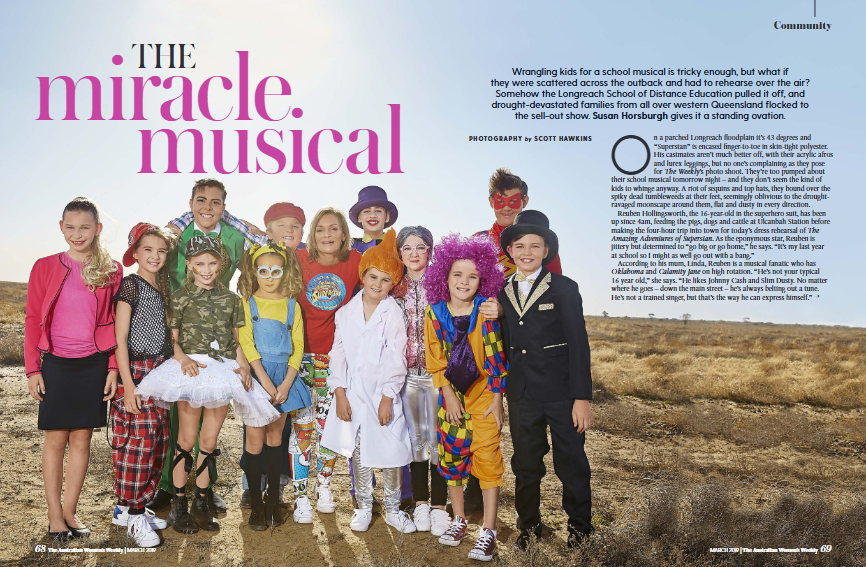 Community
THE
miracle
musical
Wrangling kids for a school musical is tricky enough, but what if
they were scattered across the outback and had to rehearse over the air?
Somehow the Longreach School of Distance Education pulled it off, and
drought-devastated families from all over western Queensland flocked to
the sell-out show. Susan Horsburgh gives it a standing ovation.
PHOTOGRAPHY by SCOTT HAWKINS
On a parched Longreach floodplain it's 43 degrees and
"Superstan" is encased finger-to-toe in skin-tight polyester.
His castmates aren't much better off, with their acrylic afros
and lurex leggings, but no one's complaining as they pose
for The Weekly's photo shoot. They're too pumped about
their school musical tomorrow night – and they don't seem the kind of
kids to whinge anyway. A riot of sequins and top hats, they bound over the
spiky dead tumbleweeds at their feet, seemingly oblivious to the drought-
ravaged moonscape around them, flat and dusty in every direction.
Reuben Hollingsworth, the 16-year-old in the superhero suit, has been
up since 4am, feeding the pigs, dogs and cattle at Ulcanbah Station before
making the four-hour trip into town for today's dress rehearsal of The
Amazing Adventures of Superstan. As the eponymous star, Reuben is
jittery but determined to "go big or go home," he says. "It's my last year
at school so I might as well go out with a bang."
According to his mum, Linda, Reuben is a musical fanatic who has
Oklahoma and Calamity Jane on high rotation. "He's not your typical
16 year old," she says. "He likes Johnny Cash and Slim Dusty. No matter
where he goes – down the main street – he's always belting out a tune.
He's not a trained singer, but that's the way he can express himself."
68 The Australian Women's Weekly | MARCH 2019
MARCH 2019 | The Australian Women's Weekly 69